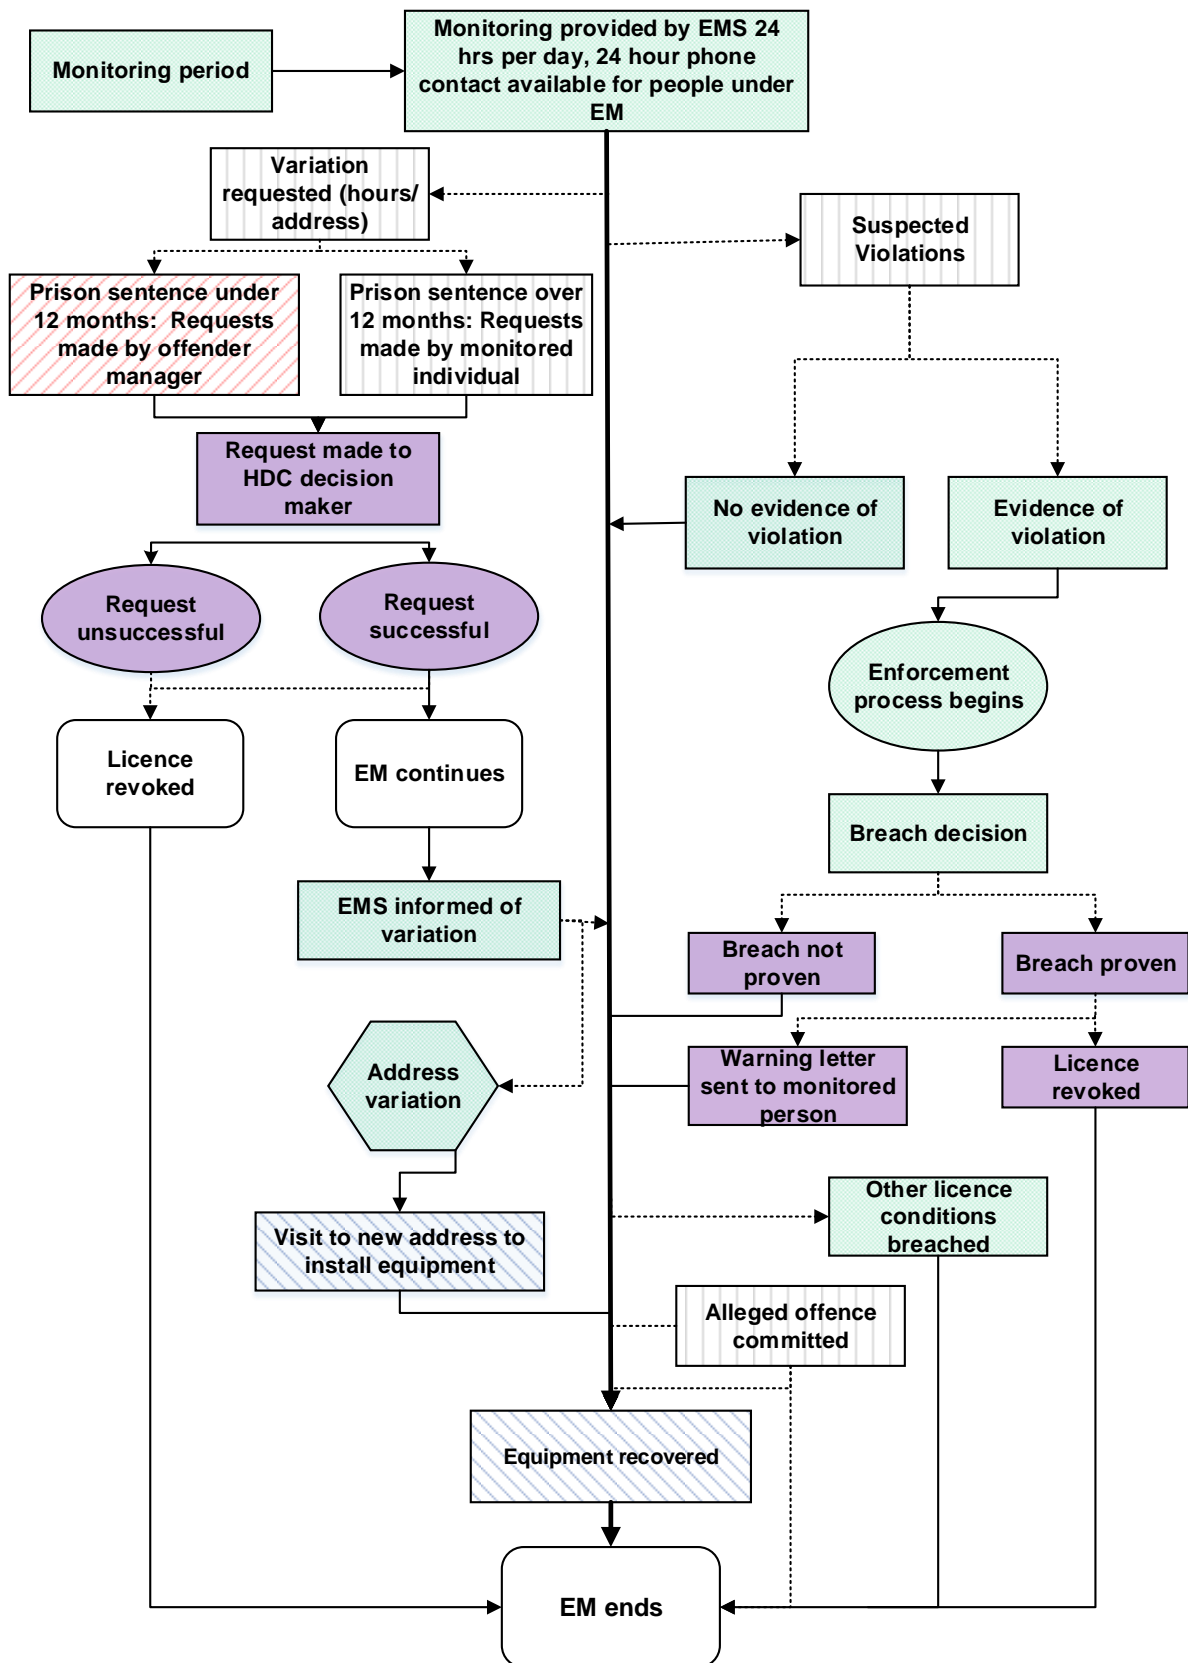 Monitoring period
Monitoring provided by EMS 24
hrs per day, 24 hour phone
contact available for people under
EM
Variation
requested (hours/
address)
Suspected
Violations
Prison sentence under
12 months:  Requests
made by offender
manager
Prison sentence over
12 months: Requests
made by monitored
individual
Request made to
HDC decision
maker
No evidence of
violation
Evidence of
violation
Request
unsuccessful
Request
successful
Enforcement
process begins
Licence
revoked
EM continues
Breach decision
EMS informed of
variation
Breach not
proven
Breach proven
Address
variation
Warning letter
sent to monitored
person
Licence
revoked
Other licence
conditions
breached
Visit to new address to
install equipment
Alleged offence
committed
Equipment recovered
EM ends